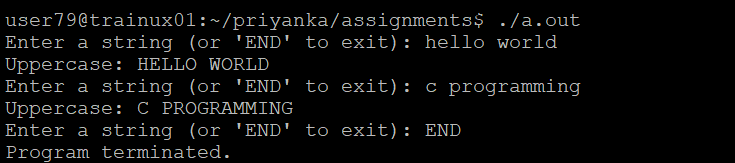 user79@trainux01:~/priyanka/assignments$ ./a.out
Enter a string (or 'END' to exit): hello world
Uppercase: HELLO WORLD
Enter a string (or 'END' to exit): c programming
Uppercase: C PROGRAMMING
Enter a string (or 'END' to exit): END
Program terminated.